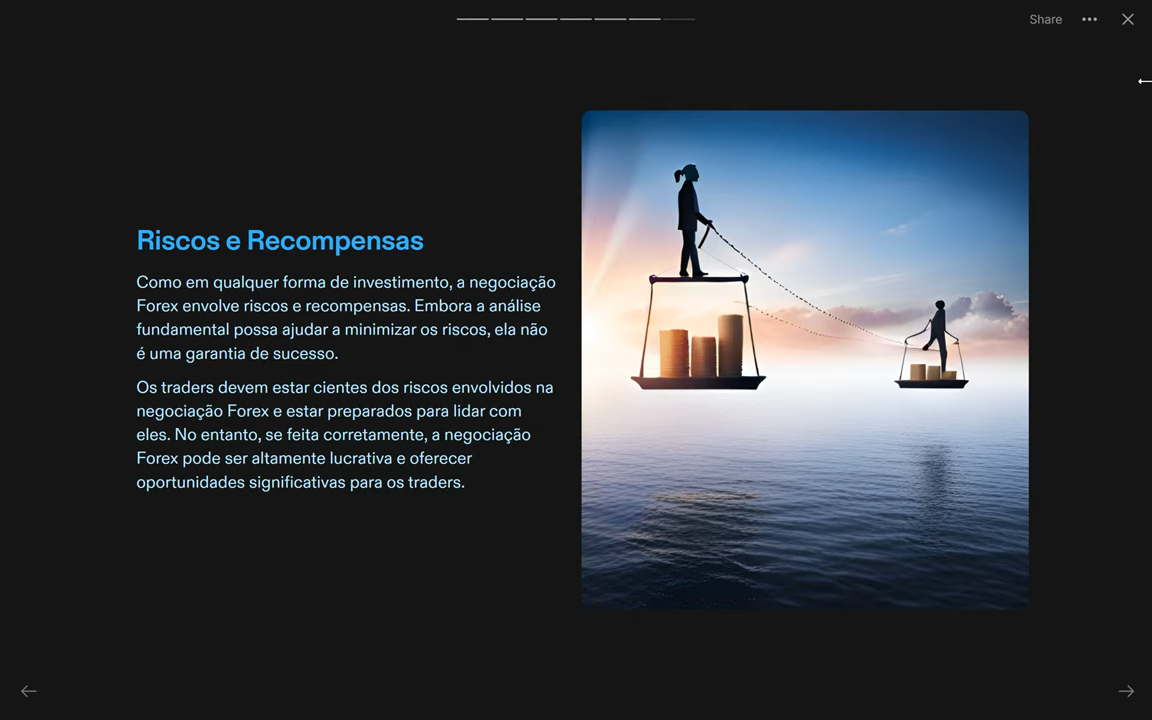 Share
Riscos e Recompensas
Como em qualquer forma de investimento, a negociação
Forex envolve riscos e recompensas. Embora a análise
fundamental possa ajudar a minimizar os riscos, ela não
é uma garantia de sucesso.
Os traders devem estar cientes dos riscos envolvidos na
negociação Forex e estar preparados para lidar com
eles. No entanto, se feita corretamente, a negociação
Forex pode ser altamente lucrativa e oferecer
oportunidades significativas para os traders.